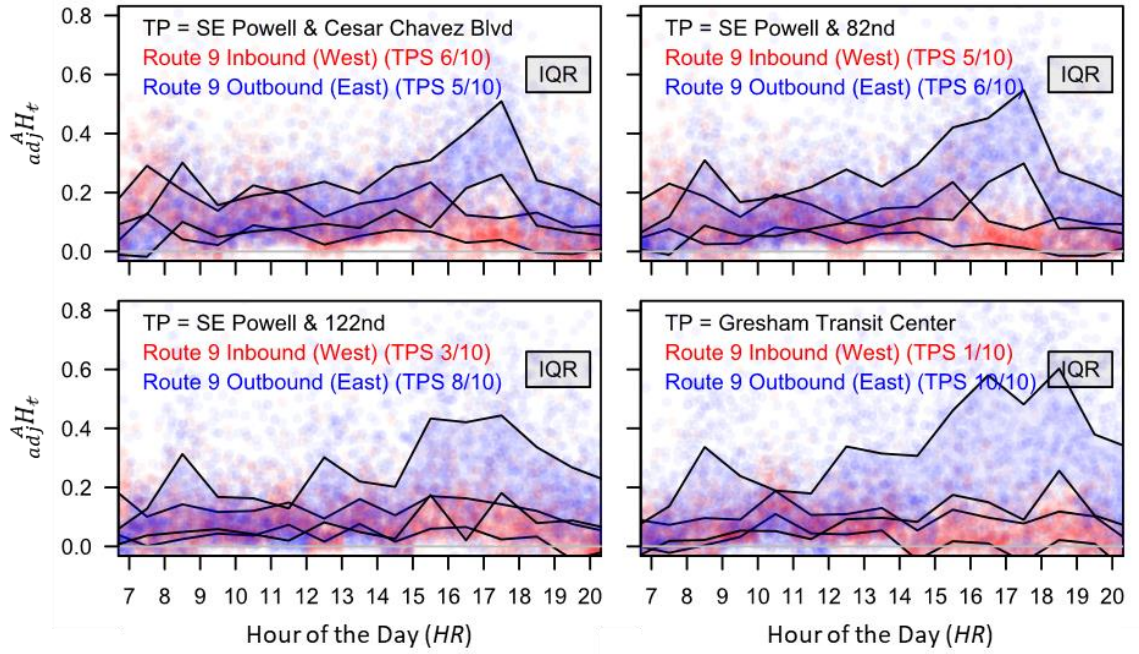 TP = SE Powell & Cesar Chavez Blvd
Route 9 Inbound (West) (TPS 6/10)
Route 9 Outbound (East) (TPS 5/10)
IQR
0.8
0.6
0.4
0.2
0.0
A adj H t
TP = SE Powell & 82nd
Route 9 Inbound (West) (TPS 5/10)
Route 9 Outbound (East) (TPS 6/10)
IQR
TP = SE Powell & 122nd
Route 9 Inbound (West) (TPS 3/10)
Route 9 Outbound (East) (TPS 8/10)
IQR
0.8
0.6
0.4
0.2
0.0
A adj H t
7 8 9 10 11 12 13 14 15 16 17 18 19 20
Hour of the Day (HR)
TP = Gresham Transit Center
Route 9 Inbound (West) (TPS 1/10)
Route 9 Outbound (East) (TPS 10/10)
IQR
7 8 9 10 11 12 13 14 15 16 17 18 19 20
Hour of the Day (HR)